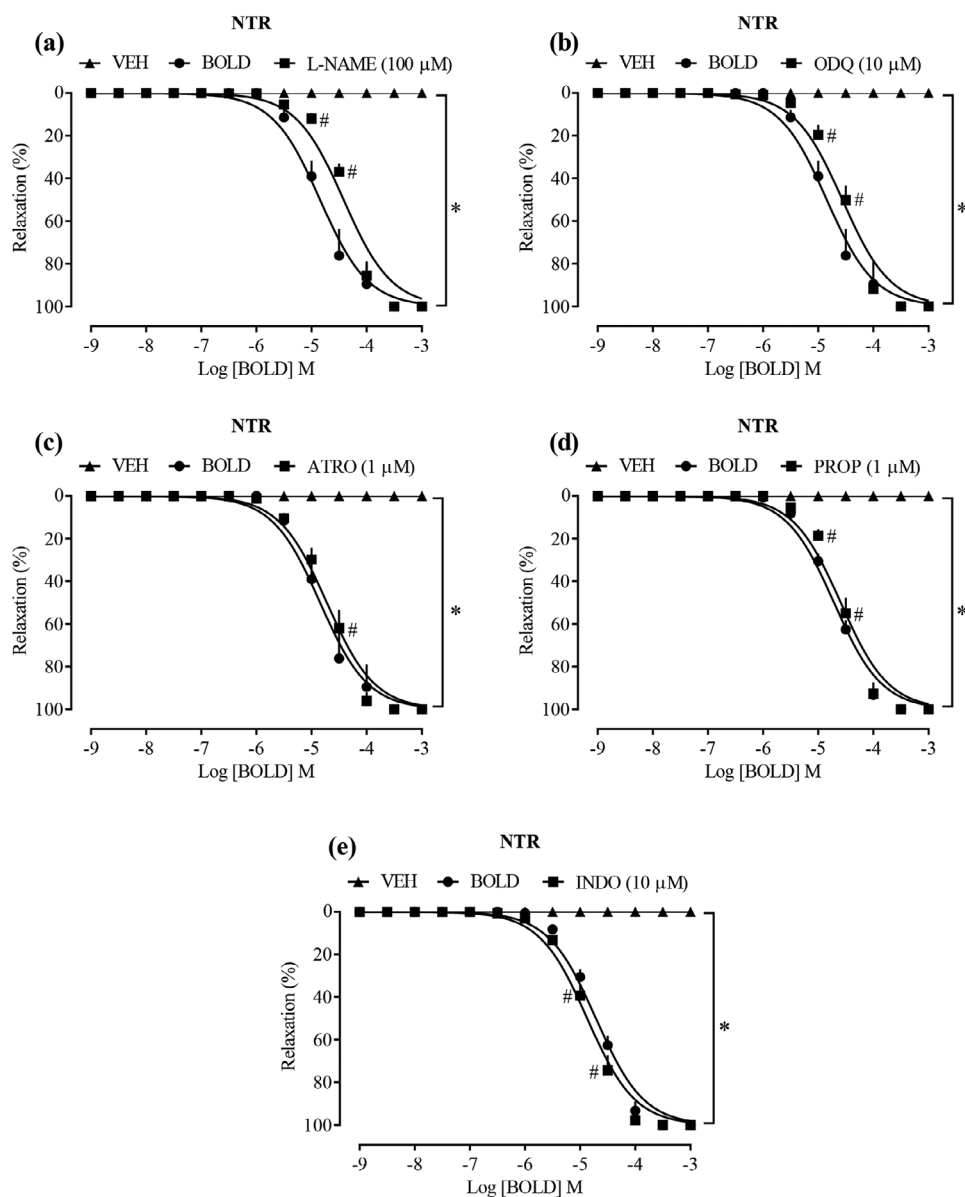 NTR
(a)
VEH BOLD L-NAME (100 μM)
0
20
40
60
80
100
Relaxation (%)
#
#
*
-9 -8 -7 -6 -5 -4 -3
Log [BOLD] M
NTR
(b)
VEH BOLD ODQ (10 μM)
0
20
40
60
80
100
Relaxation (%)
#
#
*
-9 -8 -7 -6 -5 -4 -3
Log [BOLD] M
NTR
(c)
VEH BOLD ATRO (1 μM)
0
20
40
60
80
100
Relaxation (%)
#
*
-9 -8 -7 -6 -5 -4 -3
Log [BOLD] M
NTR
(d)
VEH BOLD PROP (1 μM)
0
20
40
60
80
100
Relaxation (%)
#
#
*
-9 -8 -7 -6 -5 -4 -3
Log [BOLD] M
NTR
(e)
VEH BOLD INDO (10 μM)
0
20
40
60
80
100
Relaxation (%)
#
#
*
-9 -8 -7 -6 -5 -4 -3
Log [BOLD] M